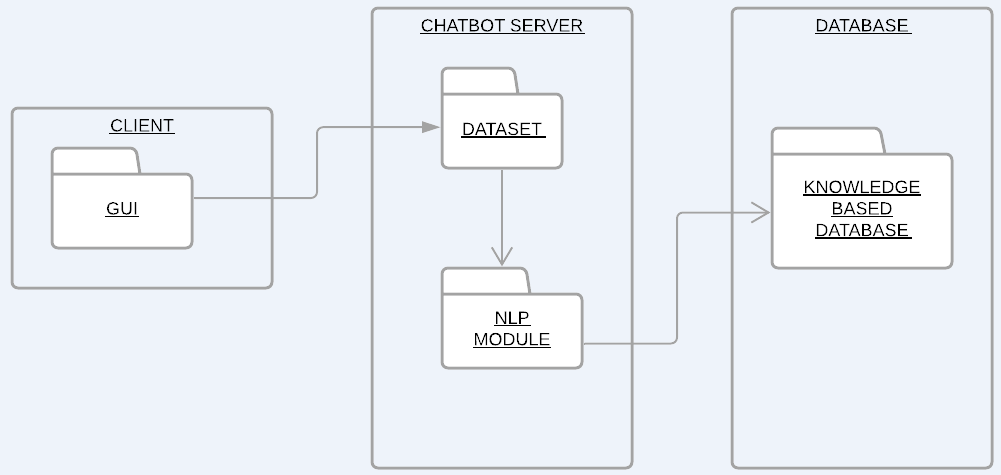 CLIENT
GUI
CHATBOT SERVER
DATASET
NLP
MODULE
DATABASE
KNOWLEDGE
BASED
DATABASE